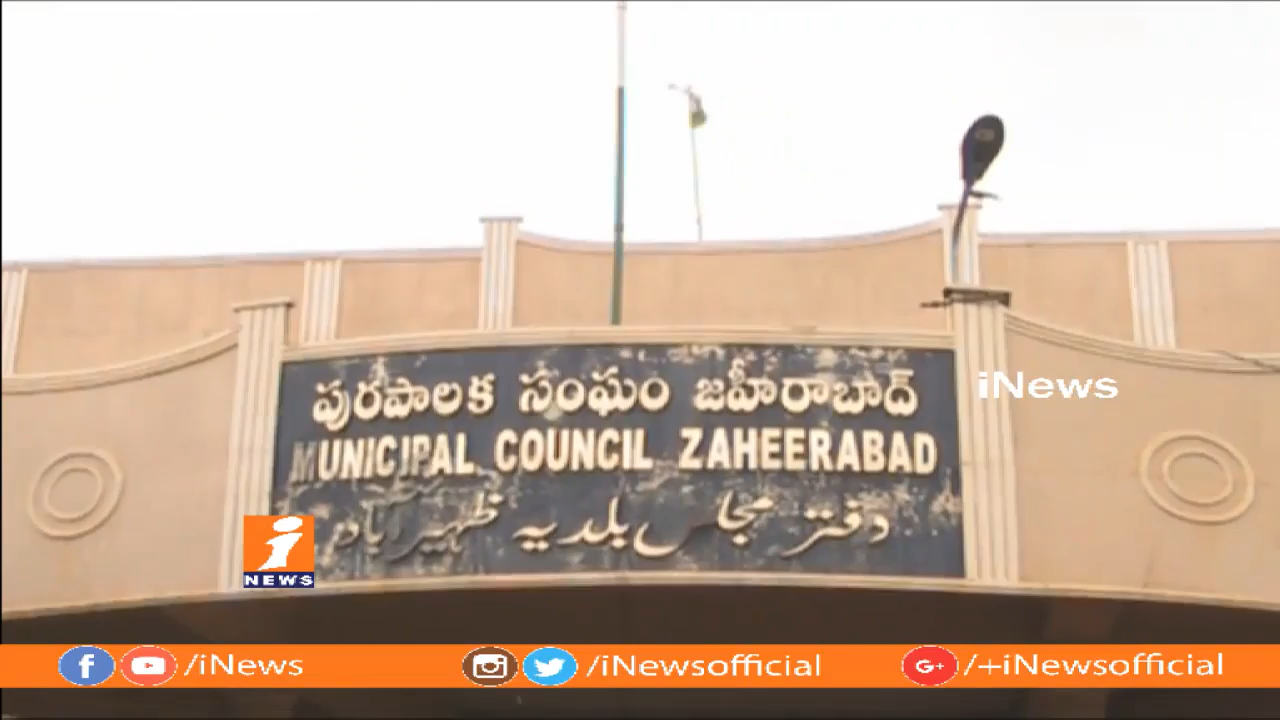 పురపాలక సంఘం జహీరాబాద్
MUNICIPAL COUNCIL ZAHEERABAD
دفتر مجلس بلدیہ ظہیرآباد
iNews
i
NEWS
f /iNews
/iNewsofficial
G+ /+iNewsofficial